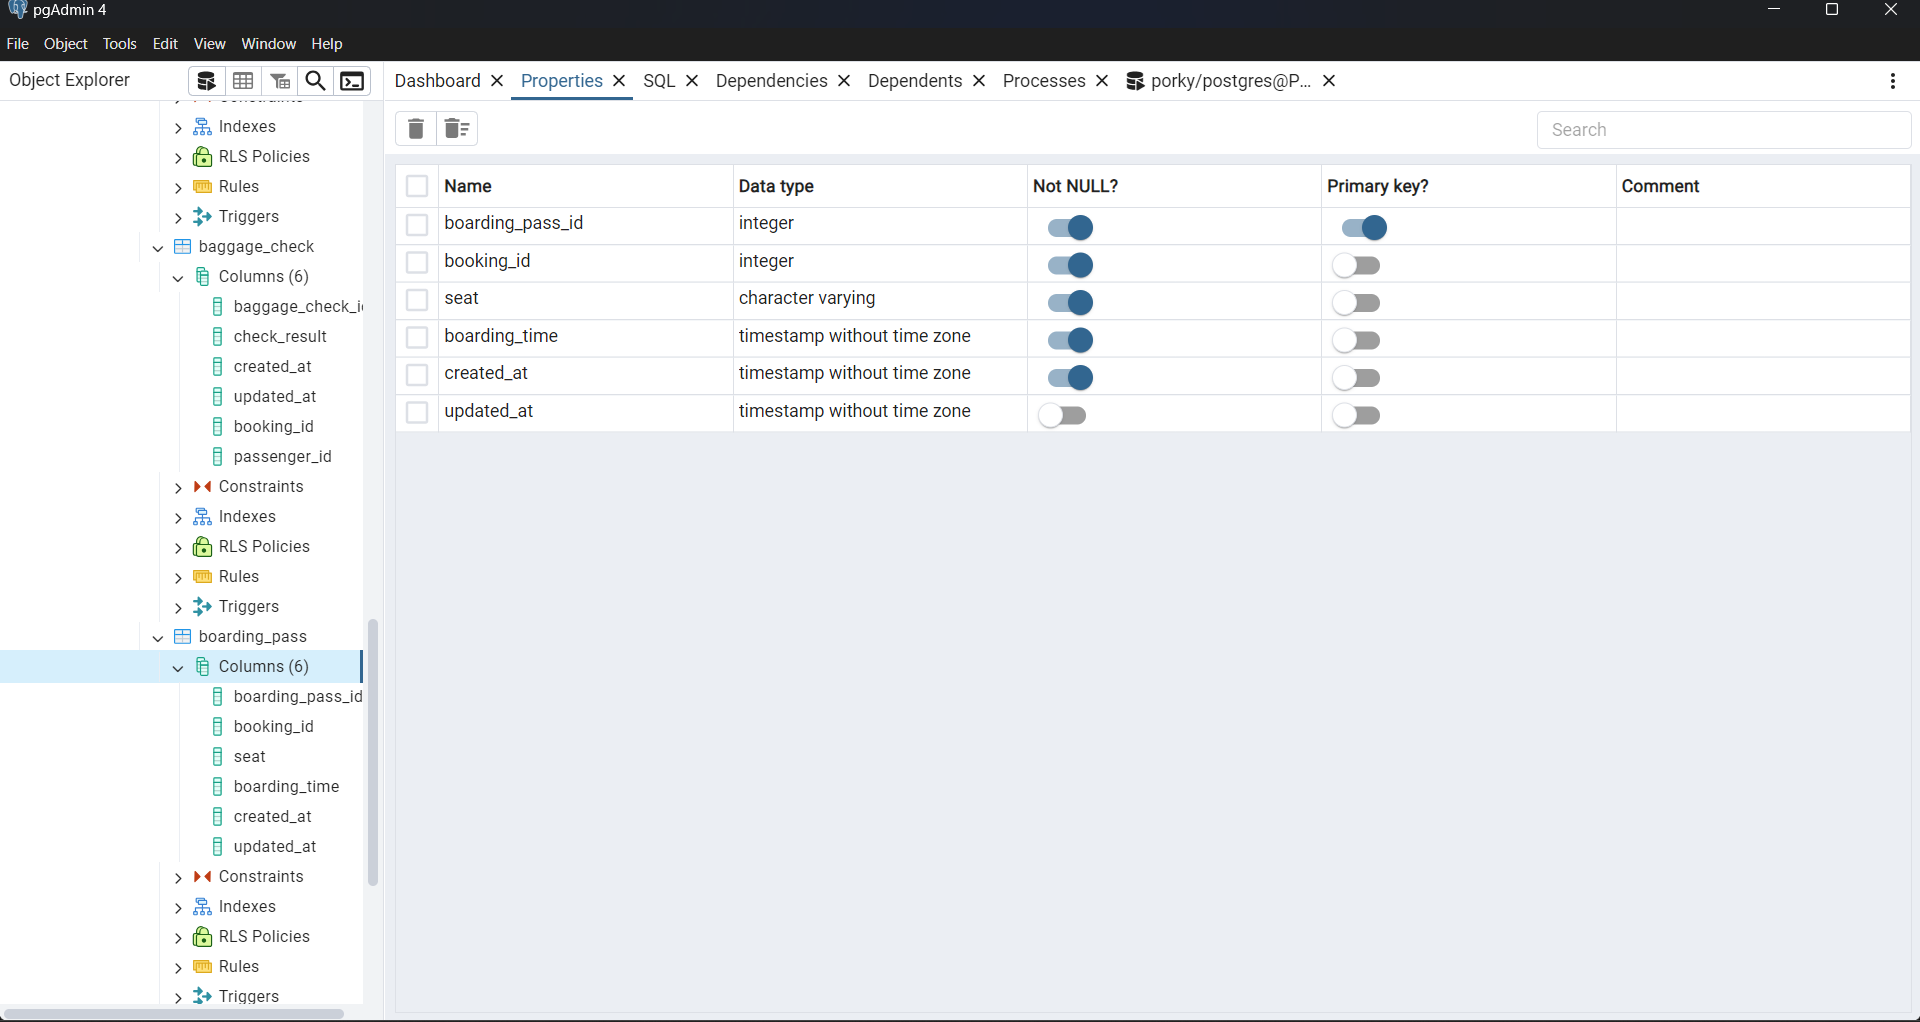 pgAdmin 4
File Object Tools Edit View Window Help
Object Explorer
Dashboard Properties SQL Dependencies Dependents Processes porky/postgres@P...
Search
Constraints
Indexes
RLS Policies
Rules
Triggers
baggage_check
Columns (6)
baggage_check_i
check_result
created_at
updated_at
booking_id
passenger_id
Constraints
Indexes
RLS Policies
Rules
Triggers
boarding_pass
Columns (6)
boarding_pass_id
booking_id
seat
boarding_time
created_at
updated_at
Constraints
Indexes
RLS Policies
Rules
Triggers
Name Data type Not NULL? Primary key? Comment
boarding_pass_id integer
booking_id integer
seat character varying
boarding_time timestamp without time zone
created_at timestamp without time zone
updated_at timestamp without time zone